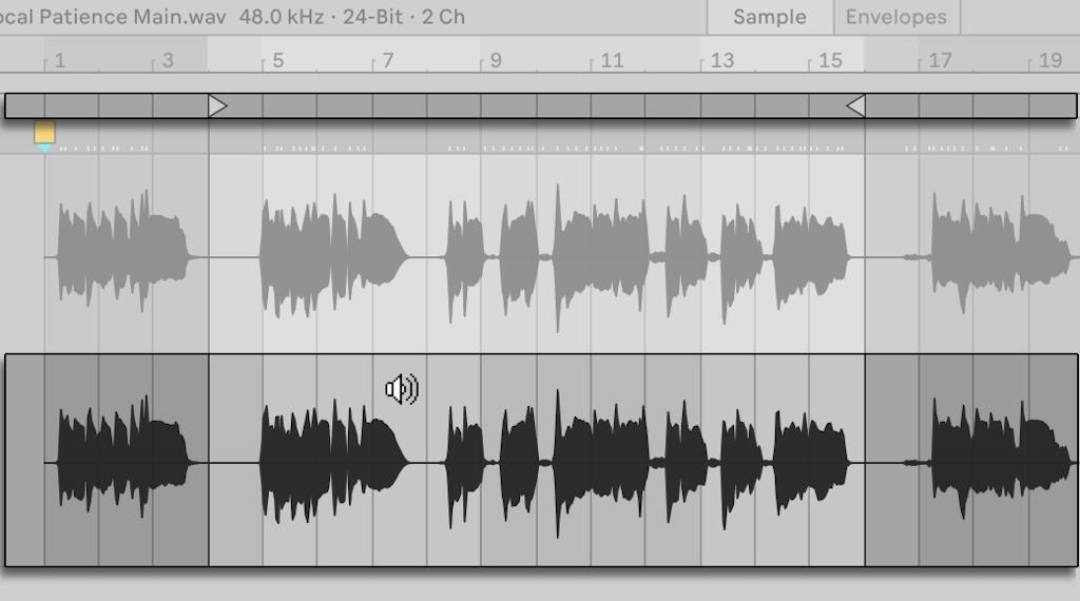 ocal Patience Main.wav 48.0 kHz · 24-Bit · 2 Ch
Sample
Envelopes
1 3 5 7 9 11 13 15 17 19